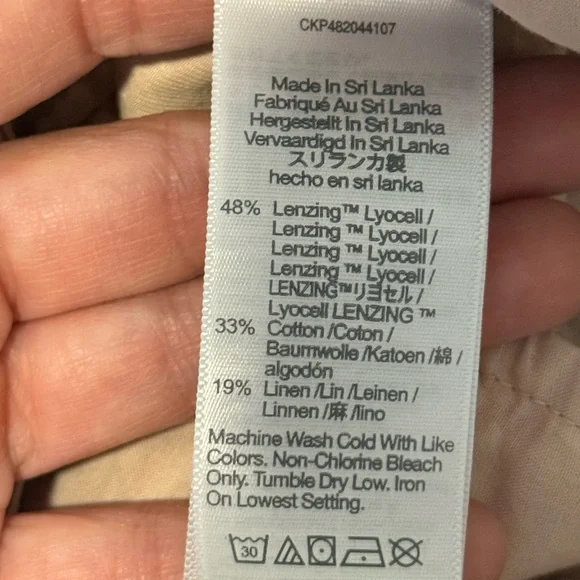 CKP482044107
Made In Sri Lanka
Fabriqué Au Sri Lanka
Hergestellt In Sri Lanka
Vervaardigd In Sri Lanka
スリランカ製
hecho en sri lanka
48% Lenzing™ Lyocell /
Lenzing ™ Lyocell /
Lenzing ™ Lyocell /
Lenzing ™ Lyocell /
LENZING™リヨセル /
Lyocell LENZING ™
33% Cotton /Coton /
Baumwolle /Katoen /綿 /
algodón
19% Linen /Lin /Leinen /
Linnen /麻 /lino
Machine Wash Cold With Like
Colors. Non-Chlorine Bleach
Only. Tumble Dry Low. Iron
On Lowest Setting.
30